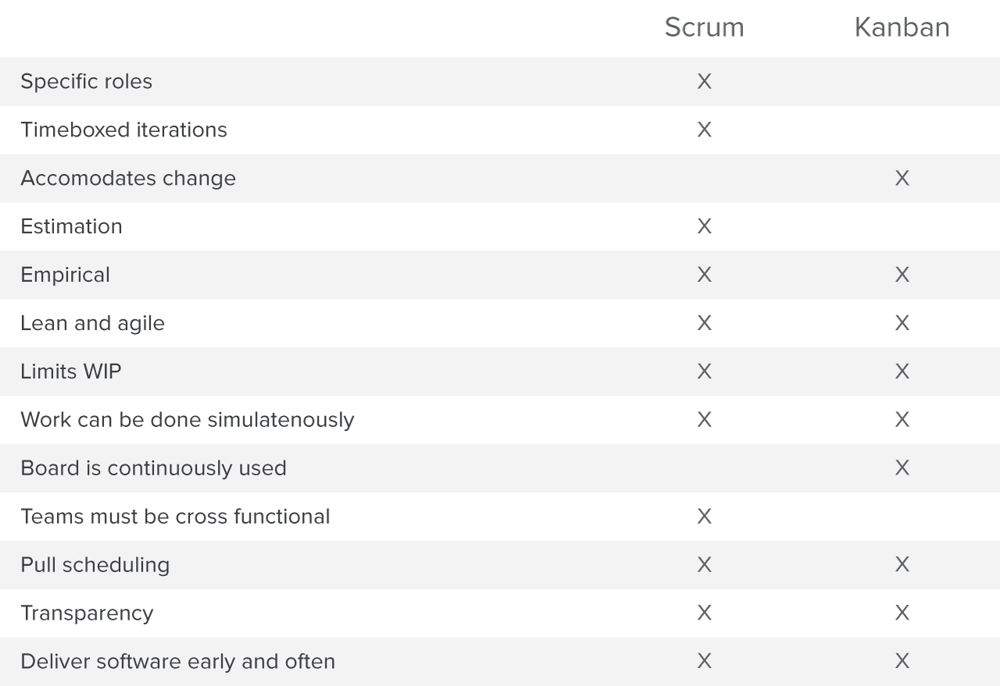 Scrum Kanban
Specific roles X
Timeboxed iterations X
Accomodates change X
Estimation X
Empirical X X
Lean and agile X X
Limits WIP X X
Work can be done simulatenously X X
Board is continuously used X
Teams must be cross functional X
Pull scheduling X X
Transparency X X
Deliver software early and often X X